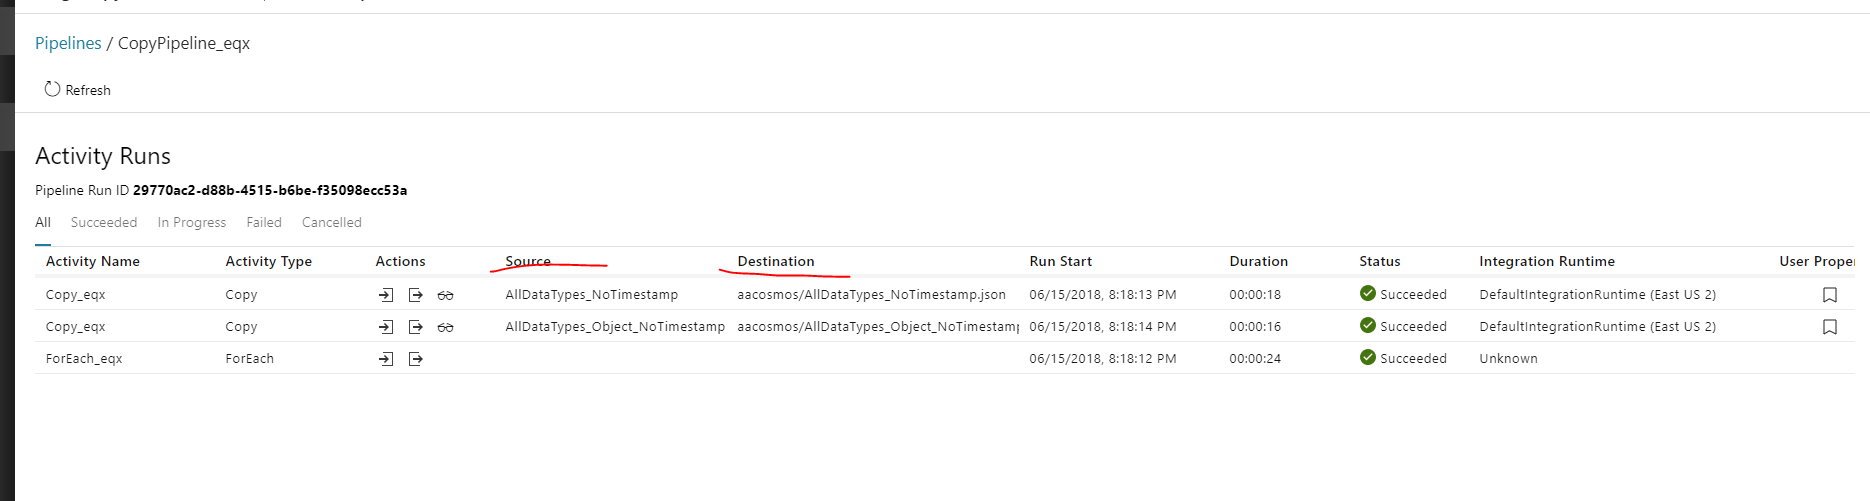 Pipelines / CopyPipeline_eqx
Refresh
Activity Runs
Pipeline Run ID 29770ac2-d88b-4515-b6be-f35098ecc53a
All Succeeded In Progress Failed Cancelled
Activity Name Activity Type Actions Source Destination Run Start Duration Status Integration Runtime User Proper
Copy_eqx Copy AllDataTypes_NoTimestamp aacosmos/AllDataTypes_NoTimestamp.json 06/15/2018, 8:18:13 PM 00:00:18 Succeeded DefaultIntegrationRuntime (East US 2)
Copy_eqx Copy AllDataTypes_Object_NoTimestamp aacosmos/AllDataTypes_Object_NoTimestamp 06/15/2018, 8:18:14 PM 00:00:16 Succeeded DefaultIntegrationRuntime (East US 2)
ForEach_eqx ForEach 06/15/2018, 8:18:12 PM 00:00:24 Succeeded Unknown